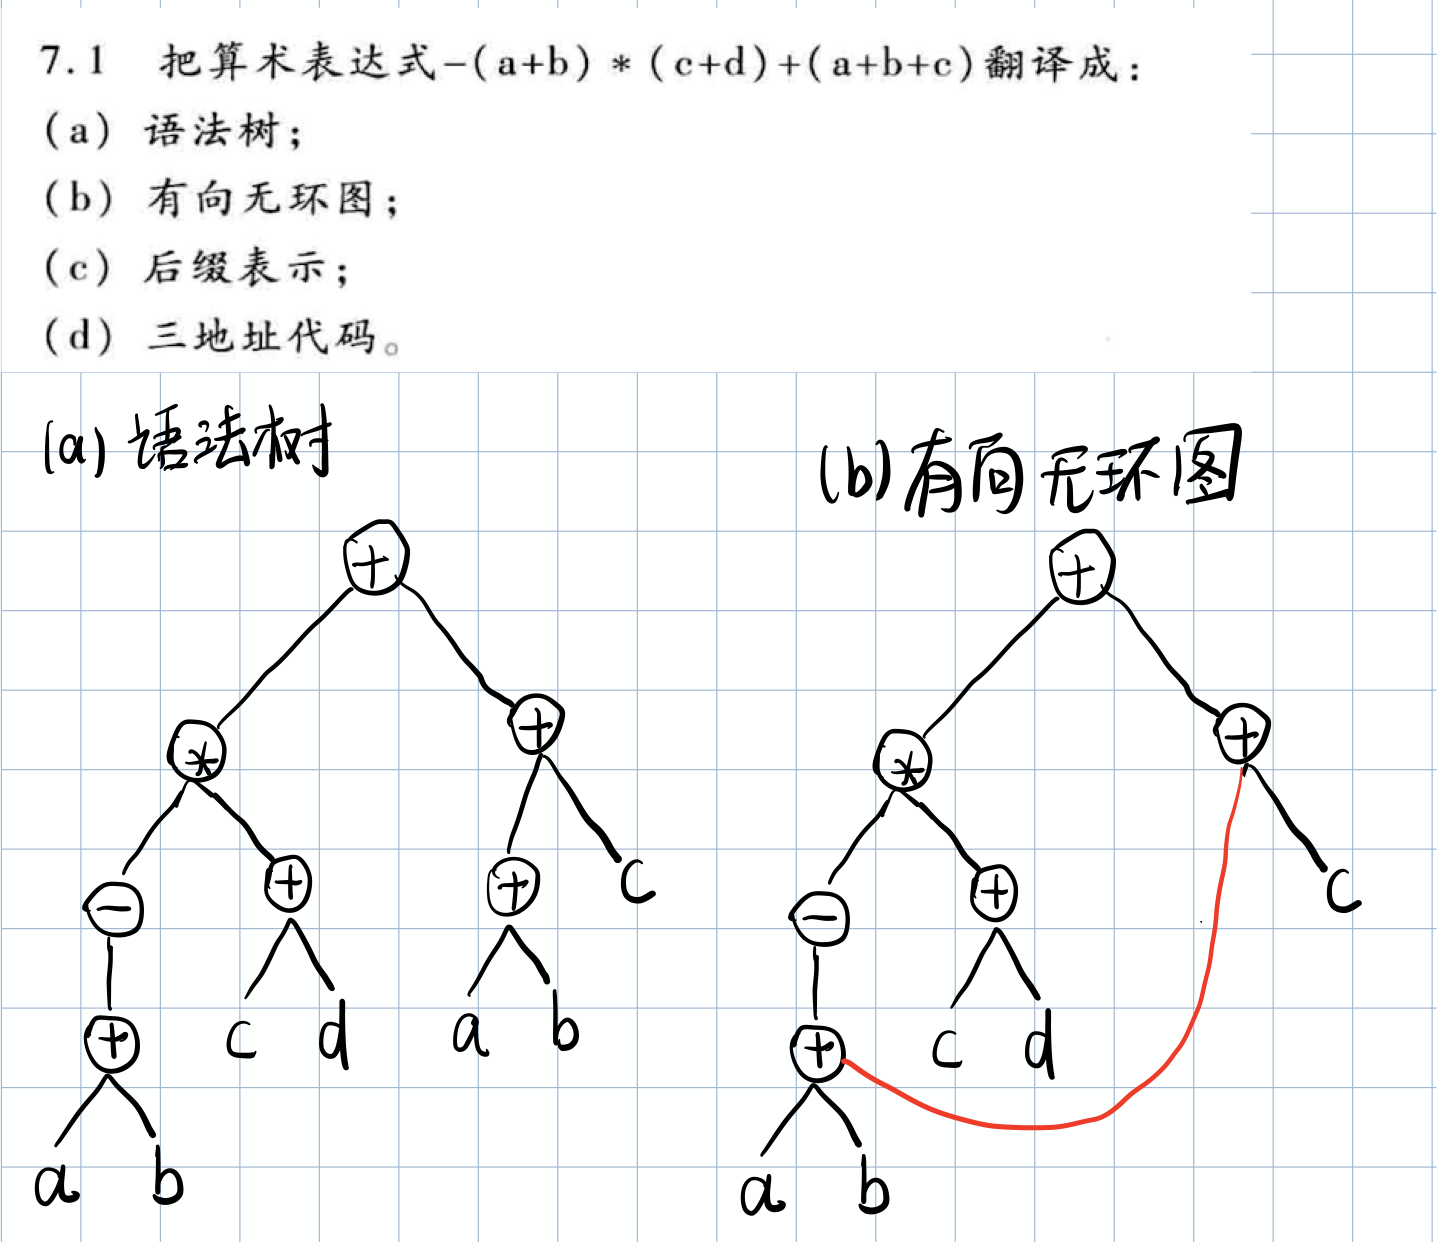 7.1 把算术表达式-(a+b)*(c+d)+(a+b+c)翻译成:
(a) 语法树;
(b) 有向无环图;
(c) 后缀表示;
(d) 三地址代码。
(a) 语法树
(b) 有向无环图
+
+
*
+
*
+
-
+
+
c
-
+
c
+
c
d
a
b
+
c
d
a
b
a
b